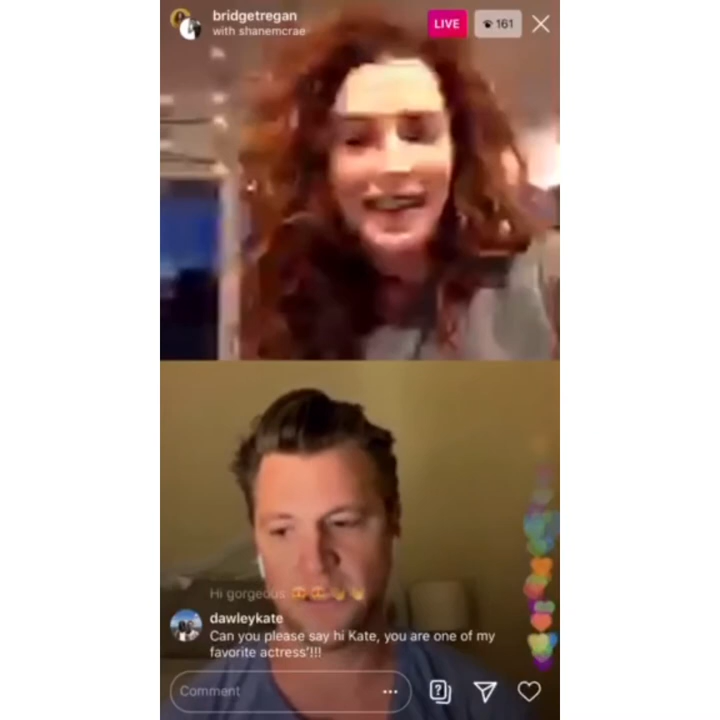 bridgetregan
with shanemcrae
LIVE
161
Hi gorgeous
dawleykate
Can you please say hi Kate, you are one of my
favorite actress'!!!
Comment